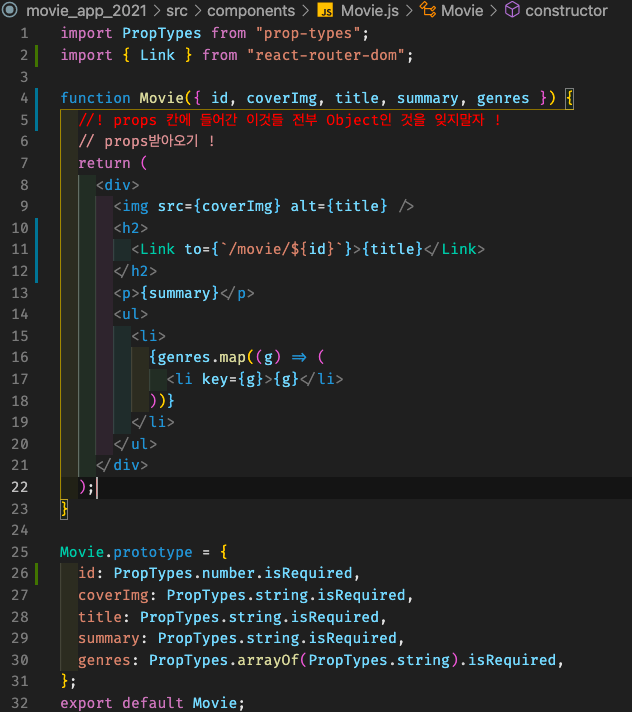 movie_app_2021 > src > components > JS Movie.js > Movie > constructor
1 import PropTypes from "prop-types";
2 import { Link } from "react-router-dom";
3
4 function Movie({ id, coverImg, title, summary, genres }) {
5 //! props 칸에 들어간 이것들 전부 Object인 것을 잊지말자 !
6 // props받아오기 !
7 return (
8 <div>
9 <img src={coverImg} alt={title} />
10 <h2>
11 <Link to={`/movie/${id}`}>{title}</Link>
12 </h2>
13 <p>{summary}</p>
14 <ul>
15 <li>
16 {genres.map((g) => (
17 <li key={g}>{g}</li>
18 ))}
19 </li>
20 </ul>
21 </div>
22 );
23 }
24
25 Movie.prototype = {
26 id: PropTypes.number.isRequired,
27 coverImg: PropTypes.string.isRequired,
28 title: PropTypes.string.isRequired,
29 summary: PropTypes.string.isRequired,
30 genres: PropTypes.arrayOf(PropTypes.string).isRequired,
31 };
32 export default Movie;